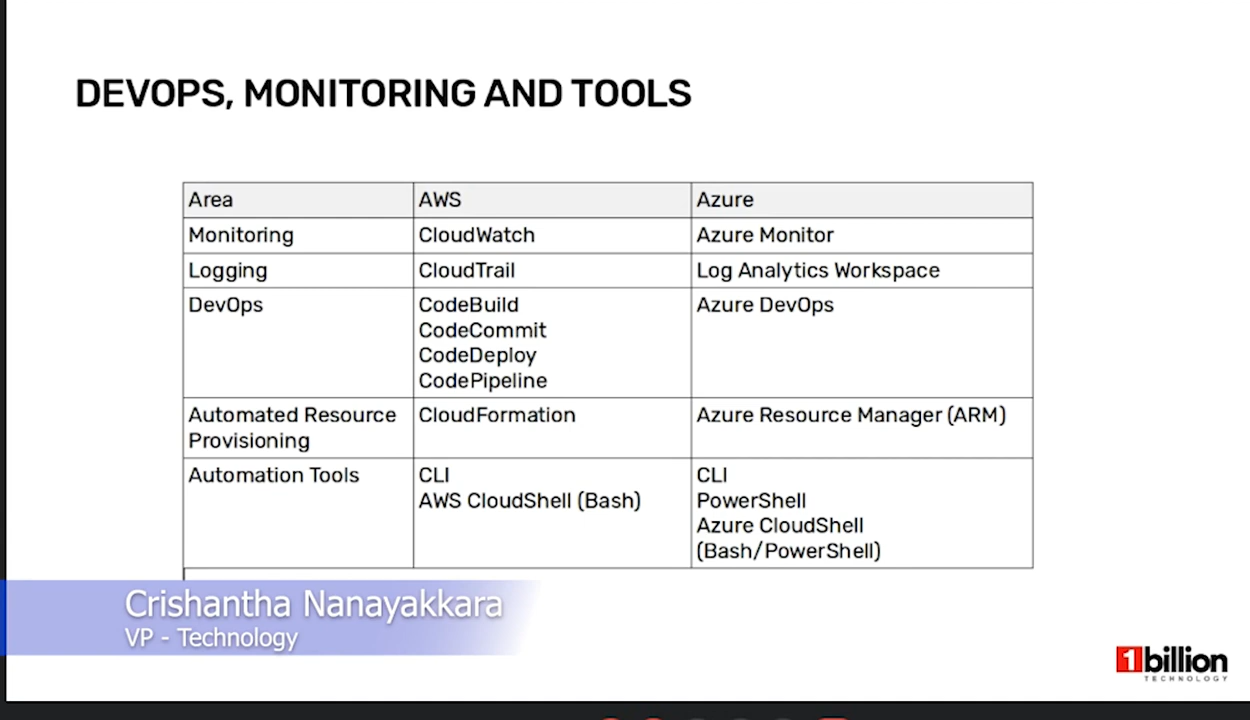 DEVOPS, MONITORING AND TOOLS
Area AWS Azure
Monitoring CloudWatch Azure Monitor
Logging CloudTrail Log Analytics Workspace
DevOps CodeBuild Azure DevOps
CodeCommit
CodeDeploy
CodePipeline
Automated Resource CloudFormation Azure Resource Manager (ARM)
Provisioning
Automation Tools CLI CLI
AWS CloudShell (Bash) PowerShell
Azure CloudShell
(Bash/PowerShell)
Crishantha Nanayakkara
VP - Technology
1billion
TECHNOLOGY